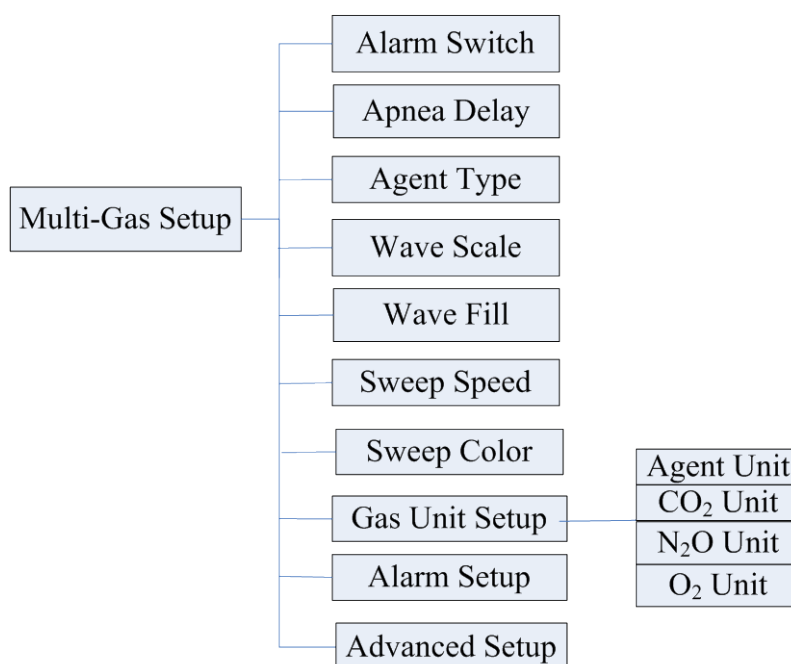 Alarm Switch
Apnea Delay
Agent Type
Multi-Gas Setup
Wave Scale
Wave Fill
Sweep Speed
Sweep Color
Gas Unit Setup
Agent Unit
CO₂ Unit
N₂O Unit
O₂ Unit
Alarm Setup
Advanced Setup